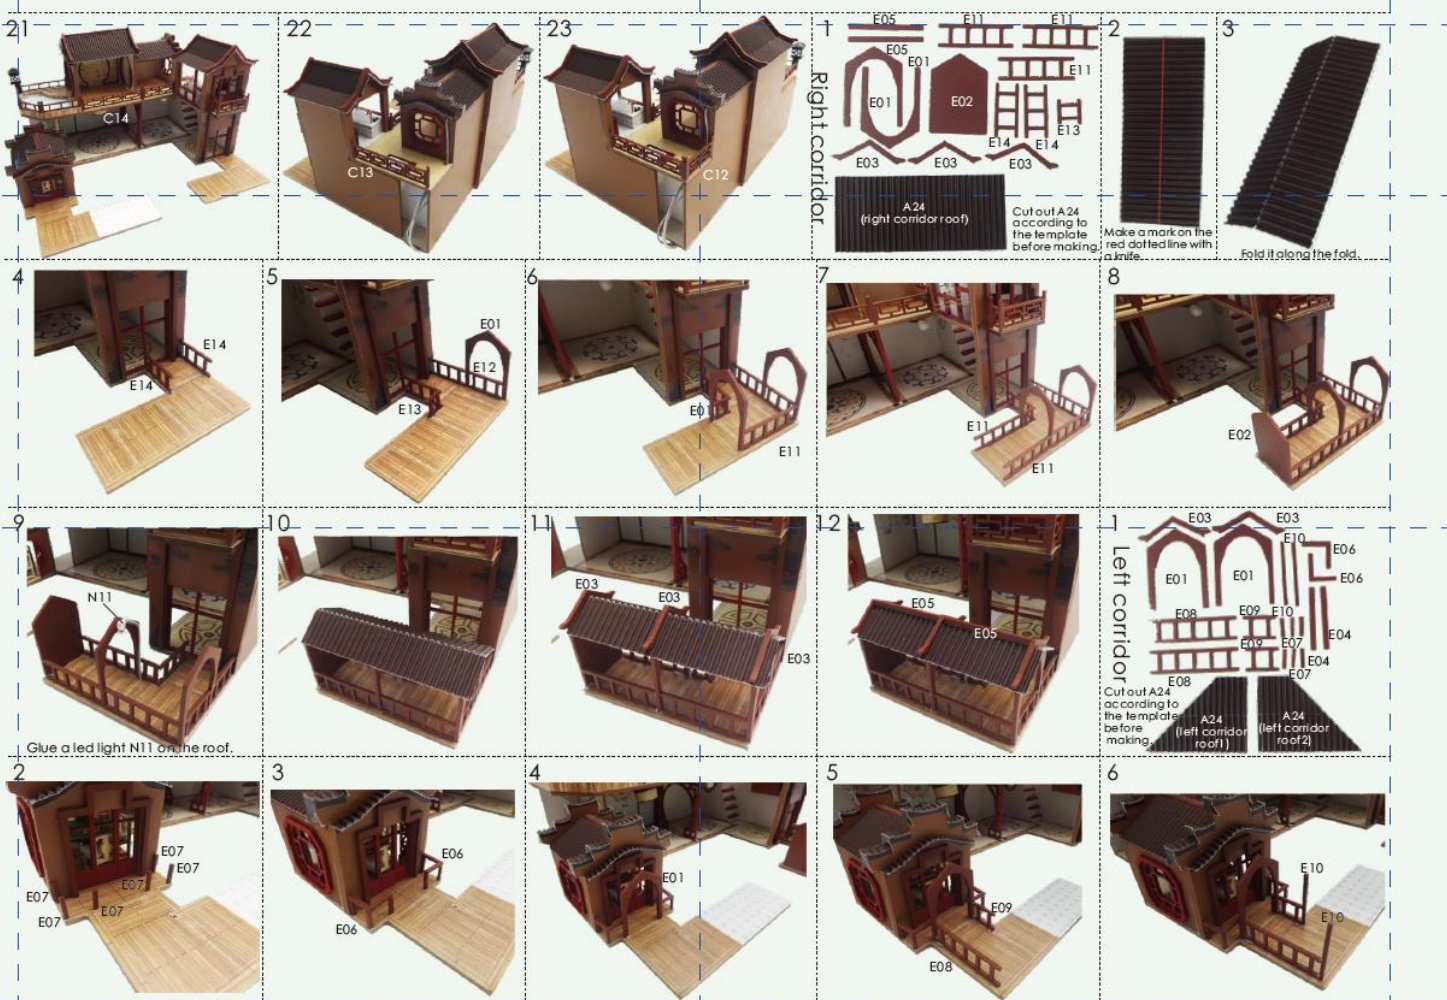 21
C14
22
C13
23
C12
1
Right corridor
E05
E11
E11
E05
E01
E11
E01
E02
E13
E14
E14
E03
E03
E03
A24
(right corridor roof)
Cut out A24
according to
the template
before making.
2
Make a mark on the
red dotted line with
a knife.
3
Fold it along the fold.
4
E14
E14
5
E01
E12
E13
6
E01
E11
7
E11
E11
8
E02
9
N11
Glue a led light N11 on the roof.
10
11
E03
E03
E03
12
E05
E05
1
Left corridor
E03
E03
E10
E06
E01
E01
E06
E08
E09
E10
E09
E07
E04
E04
E08
E07
Cut out A24
according to
the template
before
making.
A24
(left corridor
roof1)
A24
(left corridor
roof2)
2
E07
E07
E07
E07
E07
E07
3
E06
E06
4
E01
5
E09
E08
6
E10
E10